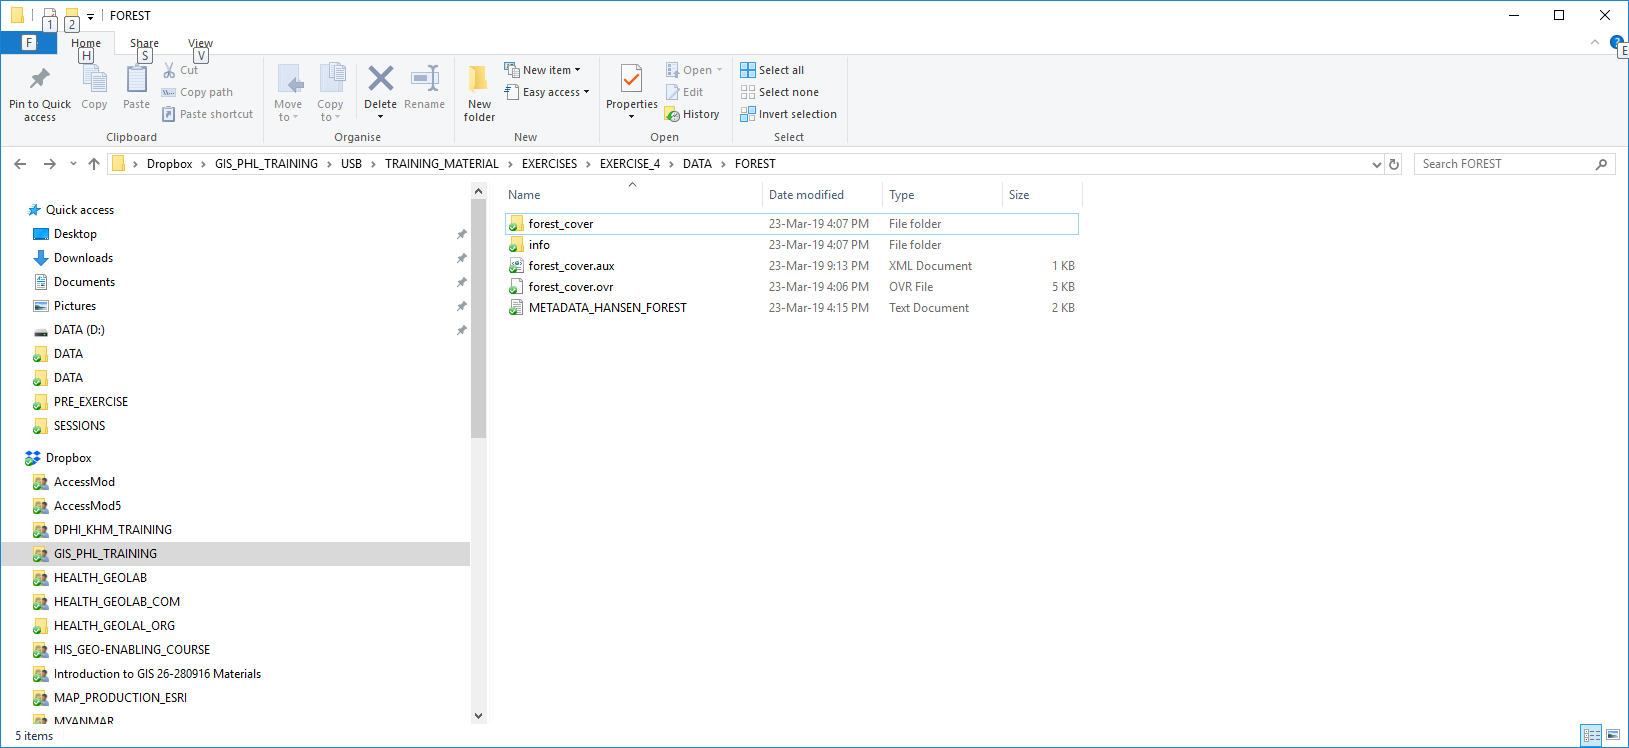 FOREST
1 2
F Home Share View
H S V E
Cut
Copy path
Paste shortcut
Pin to Quick access
Copy
Paste
Clipboard
Move to
Copy to
Delete
Rename
Organise
New folder
New item
Easy access
New
Properties
Open
Edit
History
Open
Select all
Select none
Invert selection
Select
Dropbox > GIS_PHL_TRAINING > USB > TRAINING_MATERIAL > EXERCISES > EXERCISE_4 > DATA > FOREST
Search FOREST
Quick access
Desktop
Downloads
Documents
Pictures
DATA (D:)
DATA
DATA
PRE_EXERCISE
SESSIONS
Dropbox
AccessMod
AccessMod5
DPHI_KHM_TRAINING
GIS_PHL_TRAINING
HEALTH_GEOLAB
HEALTH_GEOLAB_COM
HEALTH_GEOLAL_ORG
HIS_GEO-ENABLING_COURSE
Introduction to GIS 26-280916 Materials
MAP_PRODUCTION_ESRI
MYANMAR
Name Date modified Type Size
forest_cover 23-Mar-19 4:07 PM File folder
info 23-Mar-19 4:07 PM File folder
forest_cover.aux 23-Mar-19 9:13 PM XML Document 1 KB
forest_cover.ovr 23-Mar-19 4:06 PM OVR File 5 KB
METADATA_HANSEN_FOREST 23-Mar-19 4:15 PM Text Document 2 KB
5 items